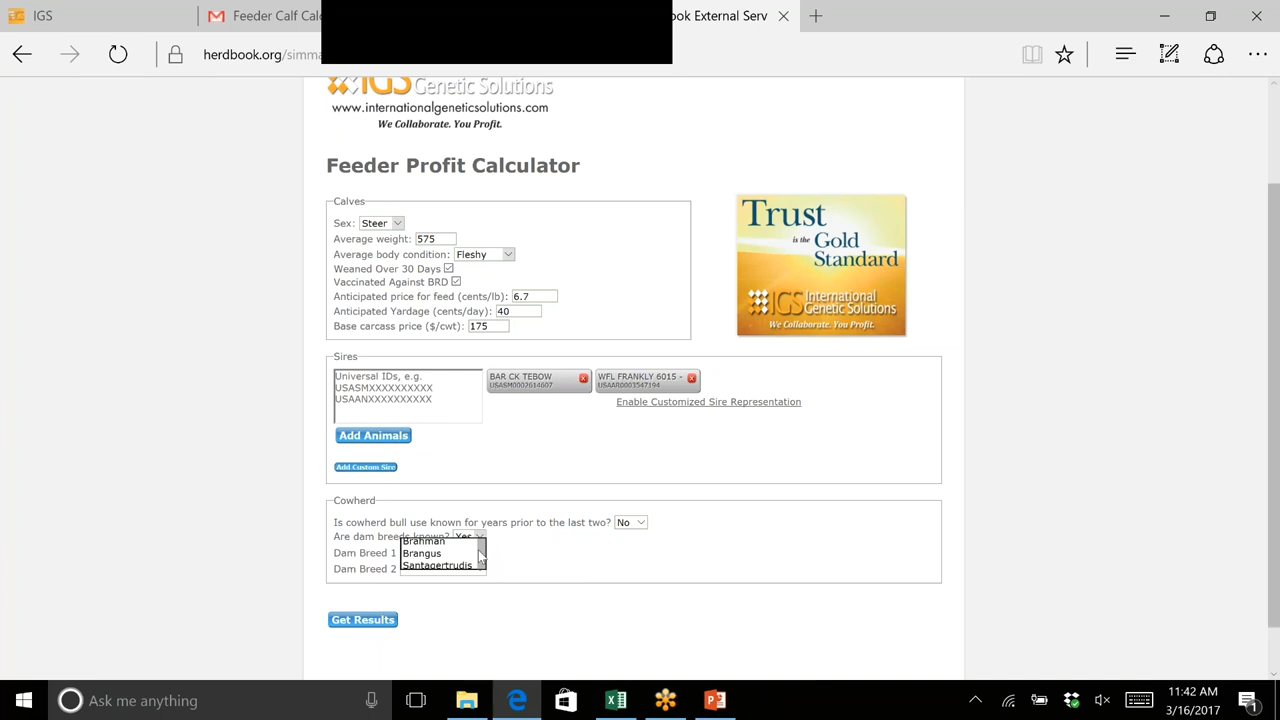 IGS
Feeder Calf Calc
ook External Serv
herdbook.org/simma
IGS Genetic Solutions
www.internationalgeneticsolutions.com
We Collaborate. You Profit.
Feeder Profit Calculator
Calves
Sex: Steer
Average weight: 575
Average body condition: Fleshy
Weaned Over 30 Days
Vaccinated Against BRD
Anticipated price for feed (cents/lb): 6.7
Anticipated Yardage (cents/day): 40
Base carcass price ($/cwt): 175
Trust
is the Gold
Standard
IGS International
Genetic Solutions
We Collaborate. You Profit.
Sires
Universal IDs, e.g.
USASMXXXXXXXXXX
USAANXXXXXXXXXX
BAR CK TEBOW
USASM0002614607
WFL FRANKLY 6015 -
USAAR0003547194
Enable Customized Sire Representation
Add Animals
Add Custom Sire
Cowherd
Is cowherd bull use known for years prior to the last two? No
Are dam breeds known? Yes
Brahman
Dam Breed 1 Brangus
Santagertrudis
Dam Breed 2
Get Results
Ask me anything
11:42 AM
3/16/2017
1